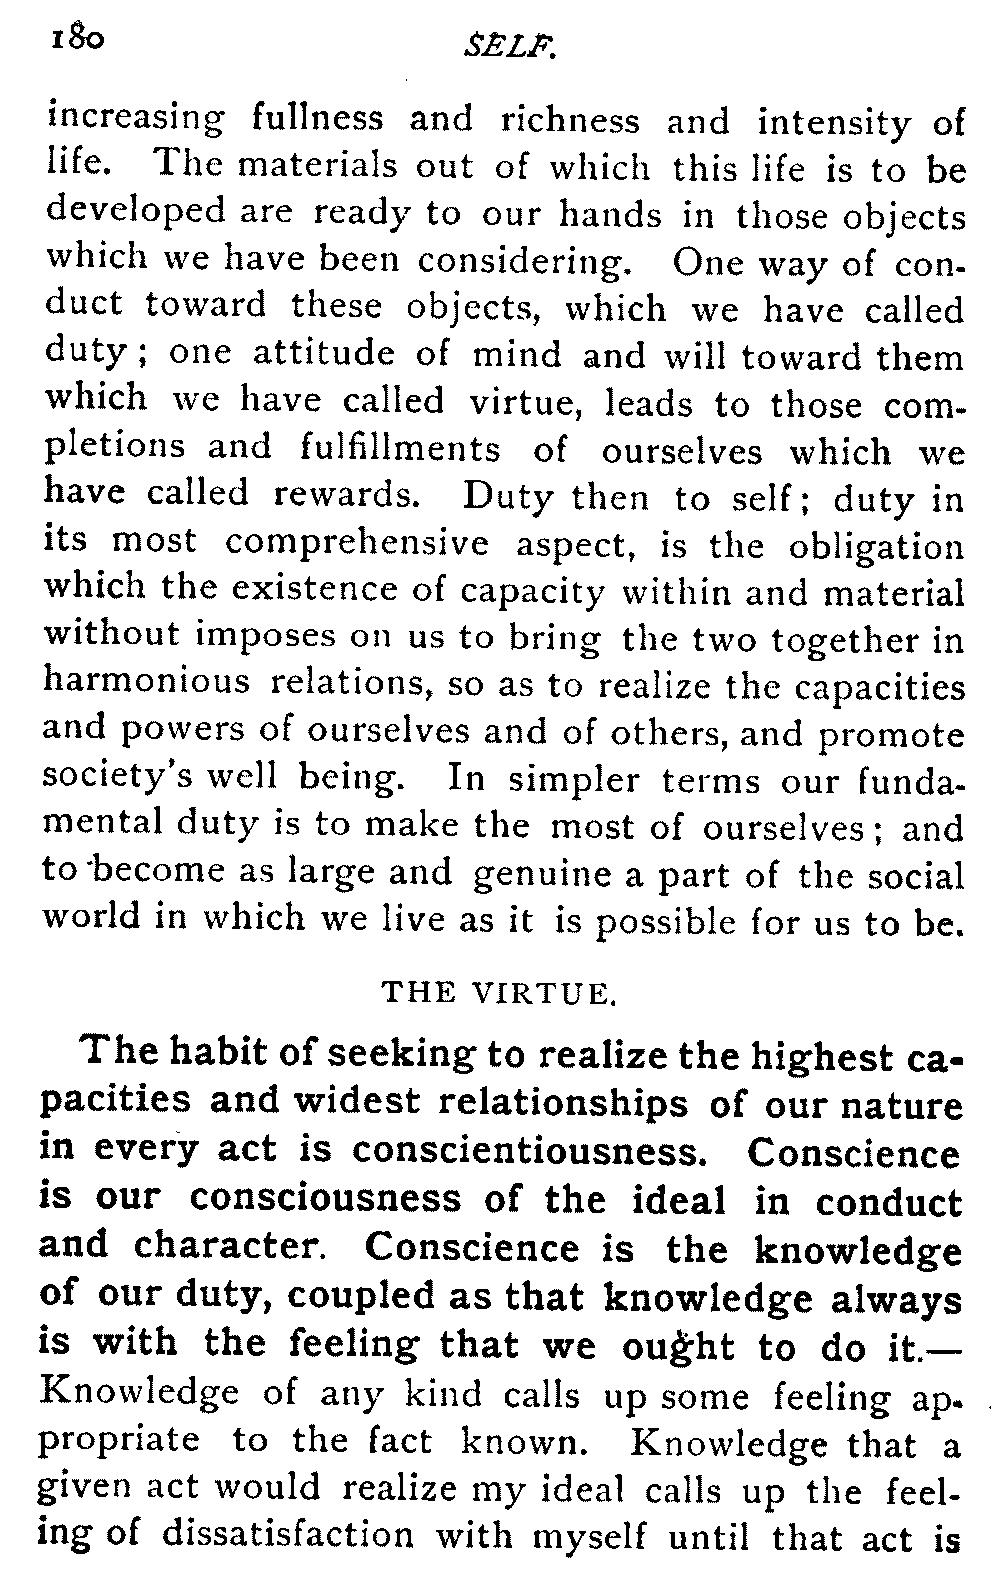 180
SELF.
increasing fullness and richness and intensity of
life. The materials out of which this life is to be
developed are ready to our hands in those objects
which we have been considering. One way of con-
duct toward these objects, which we have called
duty; one attitude of mind and will toward them
which we have called virtue, leads to those com-
pletions and fulfillments of ourselves which we
have called rewards. Duty then to self; duty in
its most comprehensive aspect, is the obligation
which the existence of capacity within and material
without imposes on us to bring the two together in
harmonious relations, so as to realize the capacities
and powers of ourselves and of others, and promote
society's well being. In simpler terms our funda-
mental duty is to make the most of ourselves; and
to become as large and genuine a part of the social
world in which we live as it is possible for us to be.
THE VIRTUE.
The habit of seeking to realize the highest ca-
pacities and widest relationships of our nature
in every act is conscientiousness. Conscience
is our consciousness of the ideal in conduct
and character. Conscience is the knowledge
of our duty, coupled as that knowledge always
is with the feeling that we ought to do it.—
Knowledge of any kind calls up some feeling ap-
propriate to the fact known. Knowledge that a
given act would realize my ideal calls up the feel-
ing of dissatisfaction with myself until that act is